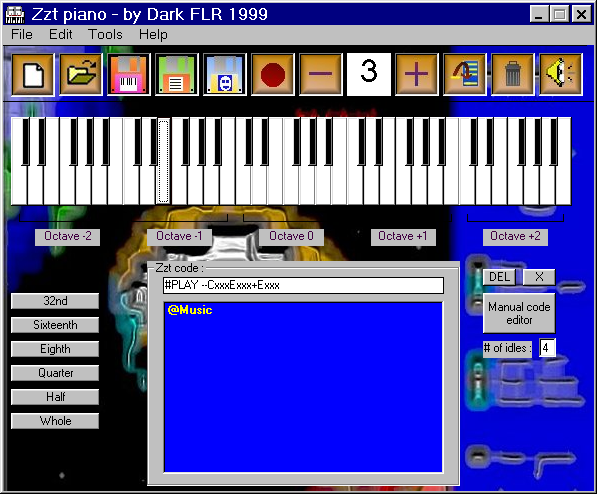 Zzt piano - by Dark FLR 1999
File Edit Tools Help
3
Octave -2 Octave -1 Octave 0 Octave +1 Octave +2
Zzt code :
#PLAY --CxxxExxx+Exxx
@Music
DEL X
Manual code
editor
# of idles : 4
32nd
Sixteenth
Eighth
Quarter
Half
Whole